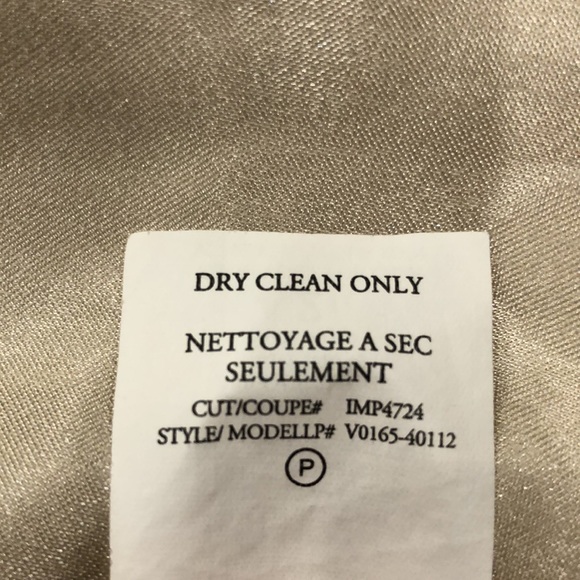 DRY CLEAN ONLY
NETTOYAGE A SEC
SEULEMENT
CUT/COUPE# IMP4724
STYLE/ MODELLP# V0165-40112
P